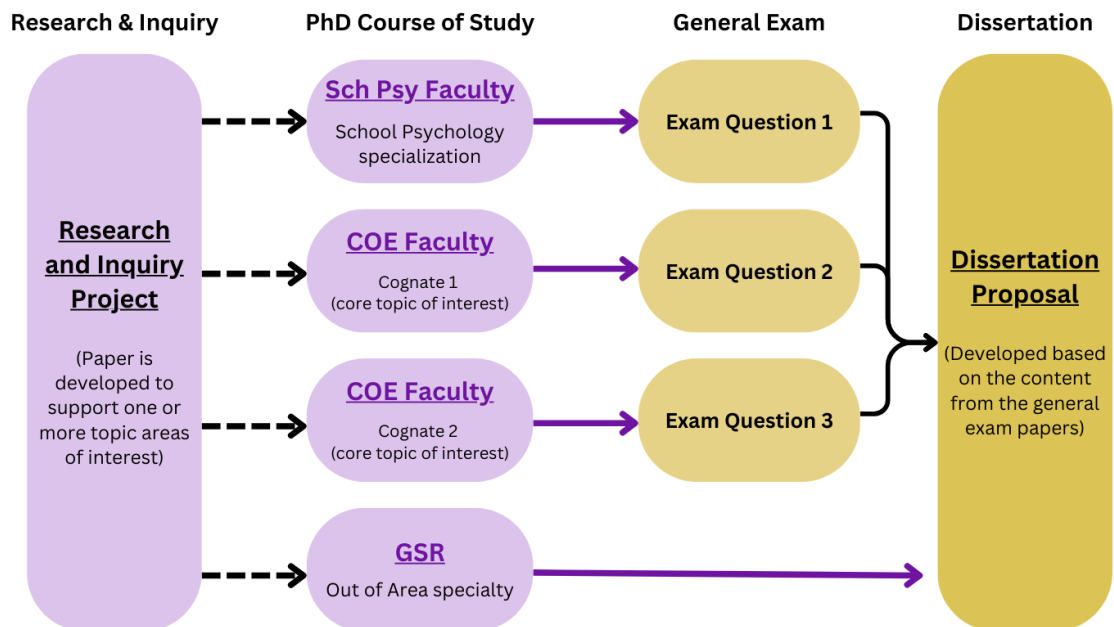 Research & Inquiry
PhD Course of Study
General Exam
Dissertation
Research
and Inquiry
Project
(Paper is
developed to
support one or
more topic areas
of interest)
Sch Psy Faculty
School Psychology
specialization
COE Faculty
Cognate 1
(core topic of interest)
COE Faculty
Cognate 2
(core topic of interest)
GSR
Out of Area specialty
Exam Question 1
Exam Question 2
Exam Question 3
Dissertation
Proposal
(Developed based
on the content
from the general
exam papers)